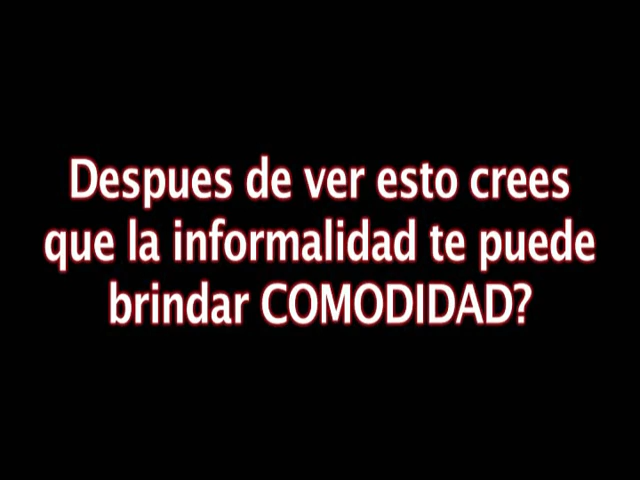 Despues de ver esto crees
que la informalidad te puede
brindar COMODIDAD?